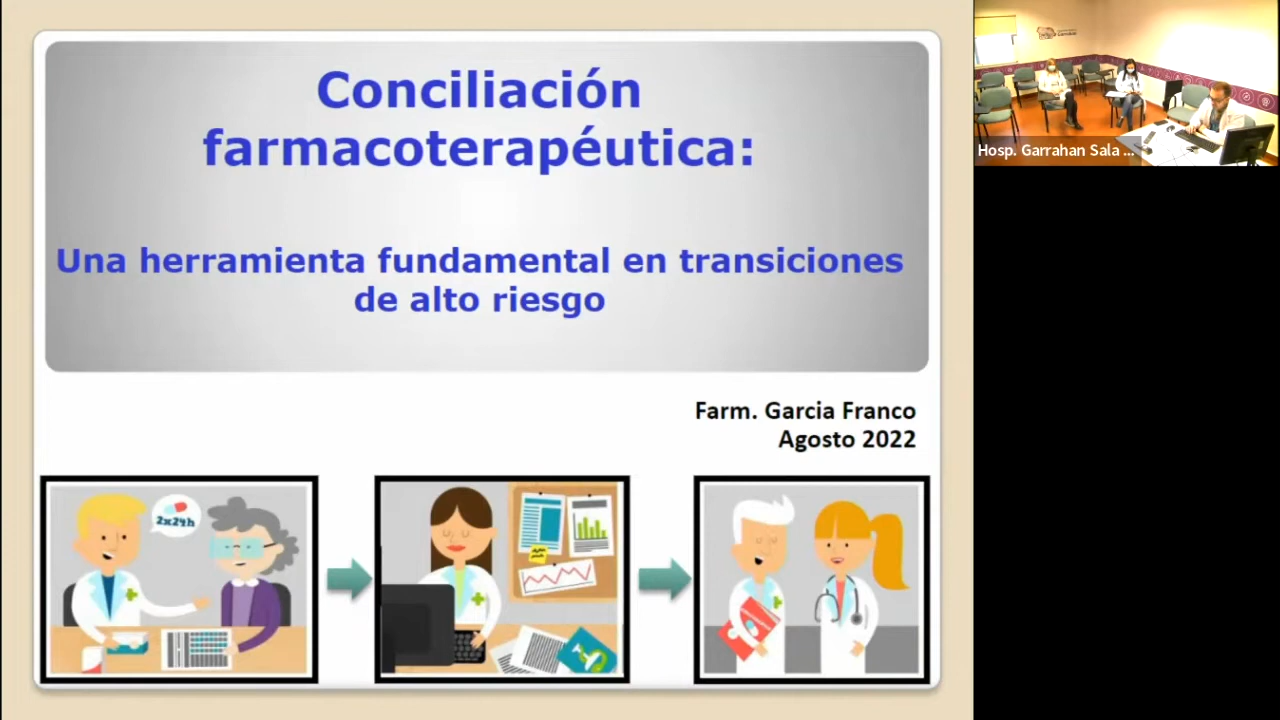 Conciliación
farmacoterapéutica:
Una herramienta fundamental en transiciones
de alto riesgo
Farm. Garcia Franco
Agosto 2022
2x24h
Hosp. Garrahan Sala ...